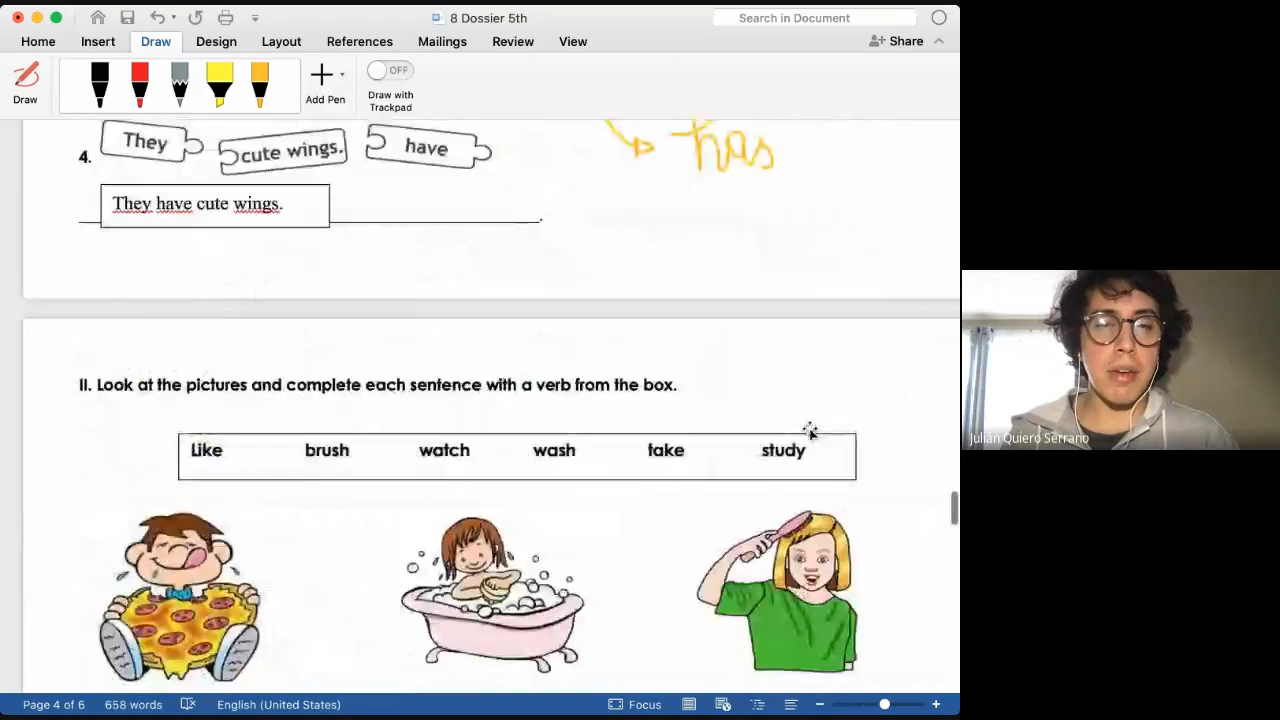 8 Dossier 5th
Search in Document
Home Insert Draw Design Layout References Mailings Review View
Share
Draw
Add Pen
OFF
Draw with
Trackpad
They
cute wings.
have
has
4.
They have cute wings.
II. Look at the pictures and complete each sentence with a verb from the box.
Like brush watch wash take study
Julián Quiero Serrano
Page 4 of 6 658 words English (United States) Focus